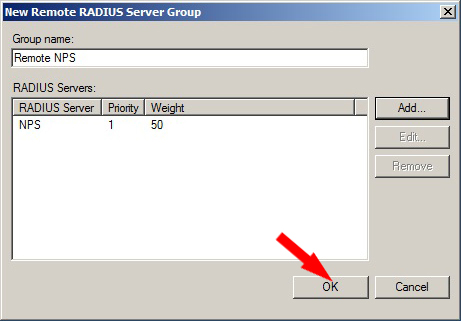 New Remote RADIUS Server Group
Group name:
Remote NPS
RADIUS Servers:
RADIUS Server Priority Weight
NPS 1 50
Add...
Edit...
Remove
OK Cancel